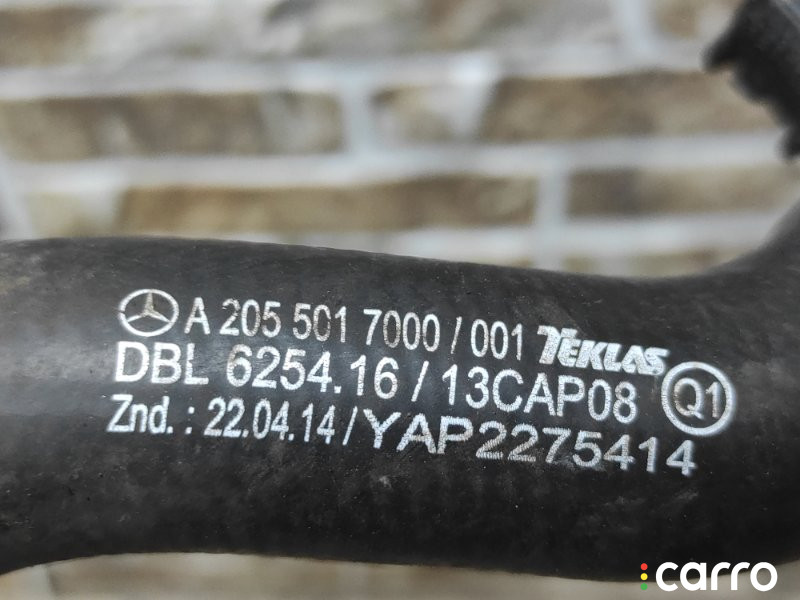 A 205 501 7000 / 001 TEKLAS
DBL 6254.16 / 13CAP08 Q1
Znd. : 22.04.14 / YAP2275414
carro